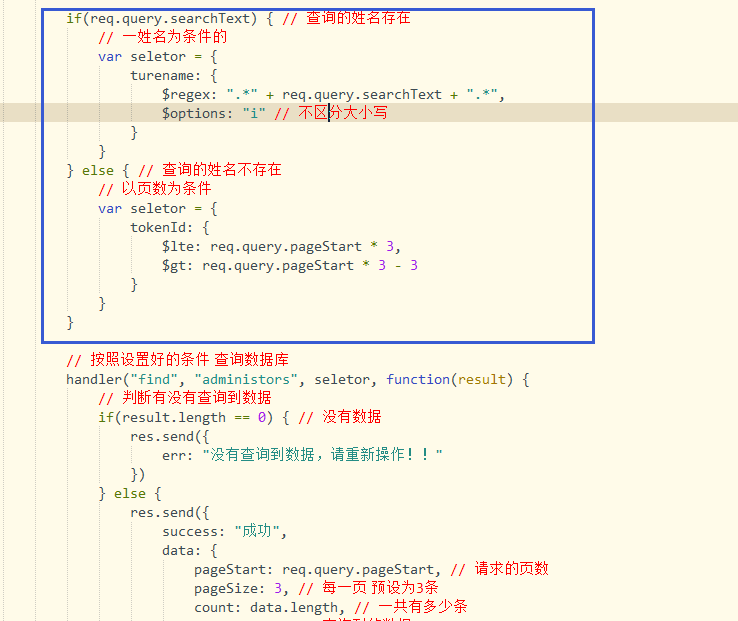 if(req.query.searchText) { // 查询的姓名存在
// 一姓名为条件的
var seletor = {
turename: {
$regex: ".*" + req.query.searchText + ".*",
$options: "i" // 不区分大小写
}
}
} else { // 查询的姓名不存在
// 以页数为条件
var seletor = {
tokenId: {
$lte: req.query.pageStart * 3,
$gt: req.query.pageStart * 3 - 3
}
}
}
// 按照设置好的条件 查询数据库
handler("find", "administors", seletor, function(result) {
// 判断有没有查询到数据
if(result.length == 0) { // 没有数据
res.send({
err: "没有查询到数据，请重新操作！！"
})
} else {
res.send({
success: "成功",
data: {
pageStart: req.query.pageStart, // 请求的页数
pageSize: 3, // 每一页 预设为3条
count: data.length, // 一共有多少条